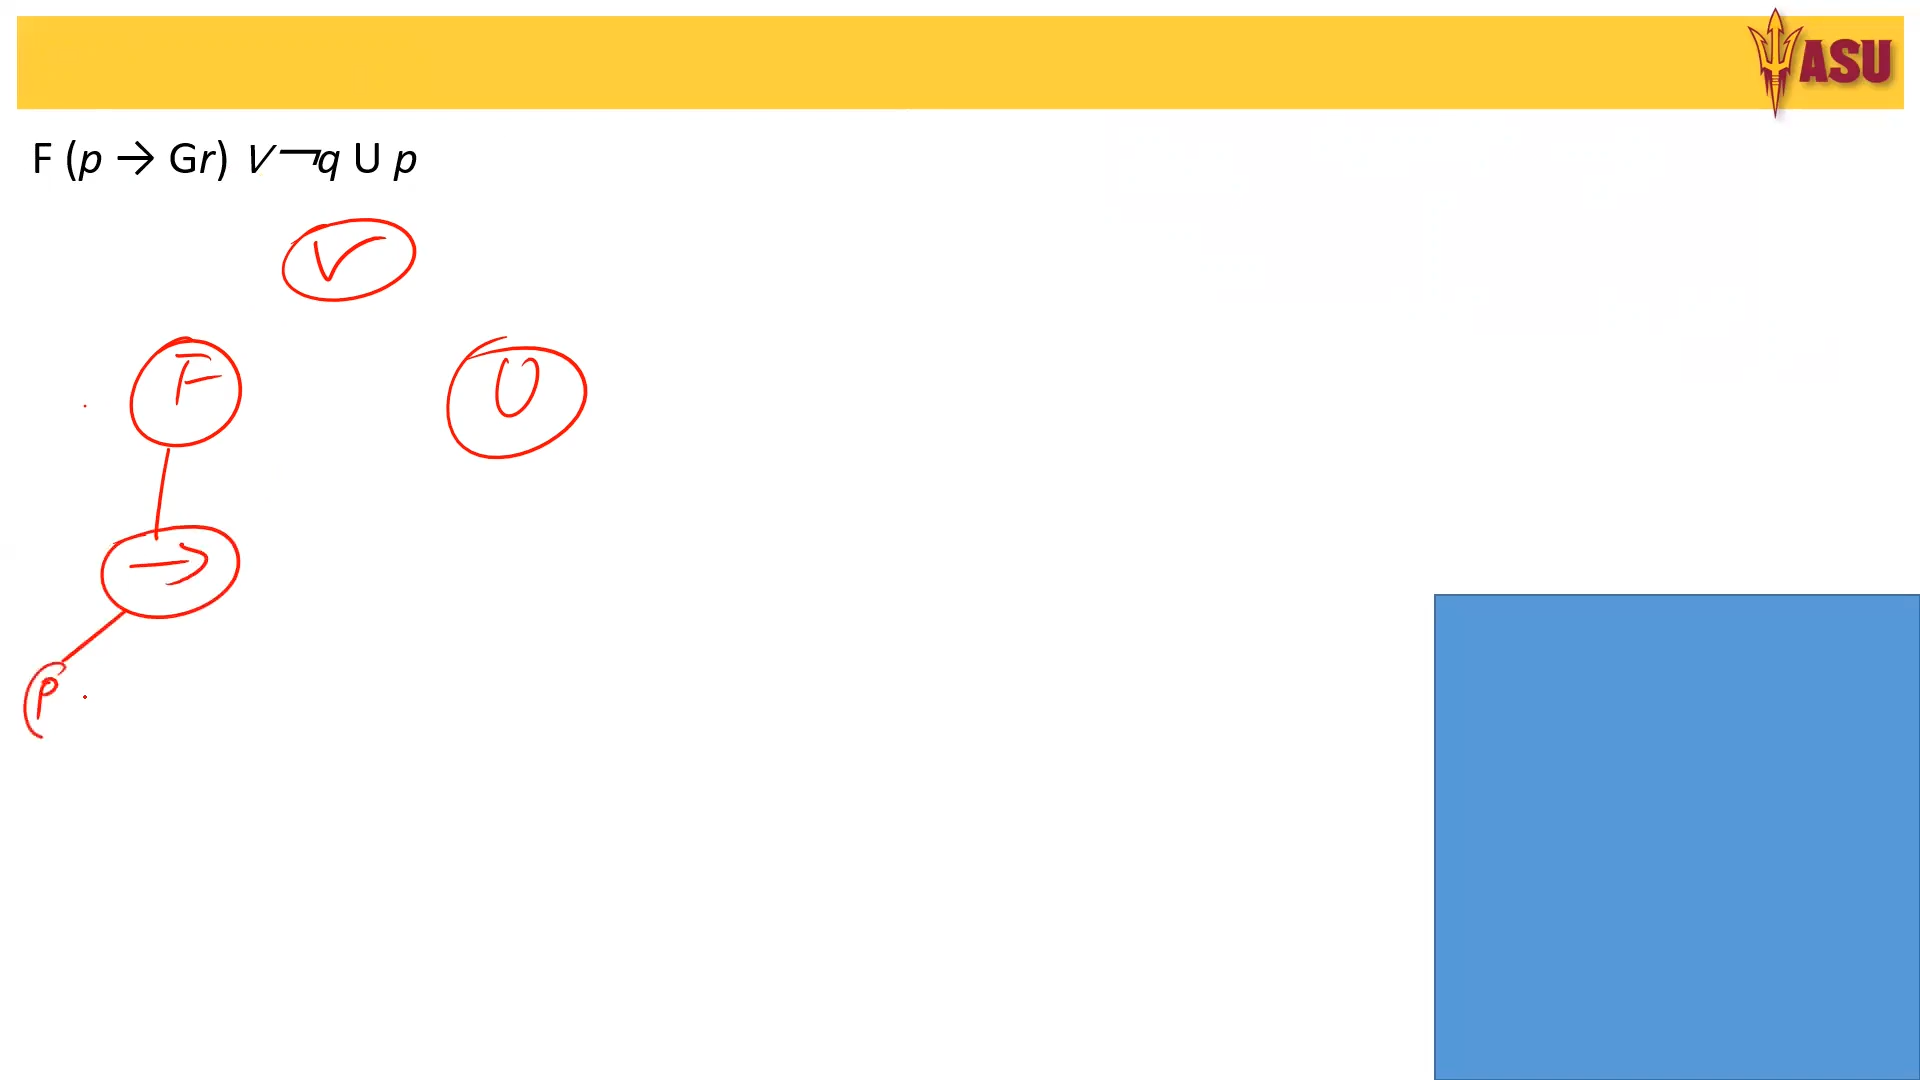 ASU
F (p → Gr) ∨¬q U p
∨
F
U
→
p